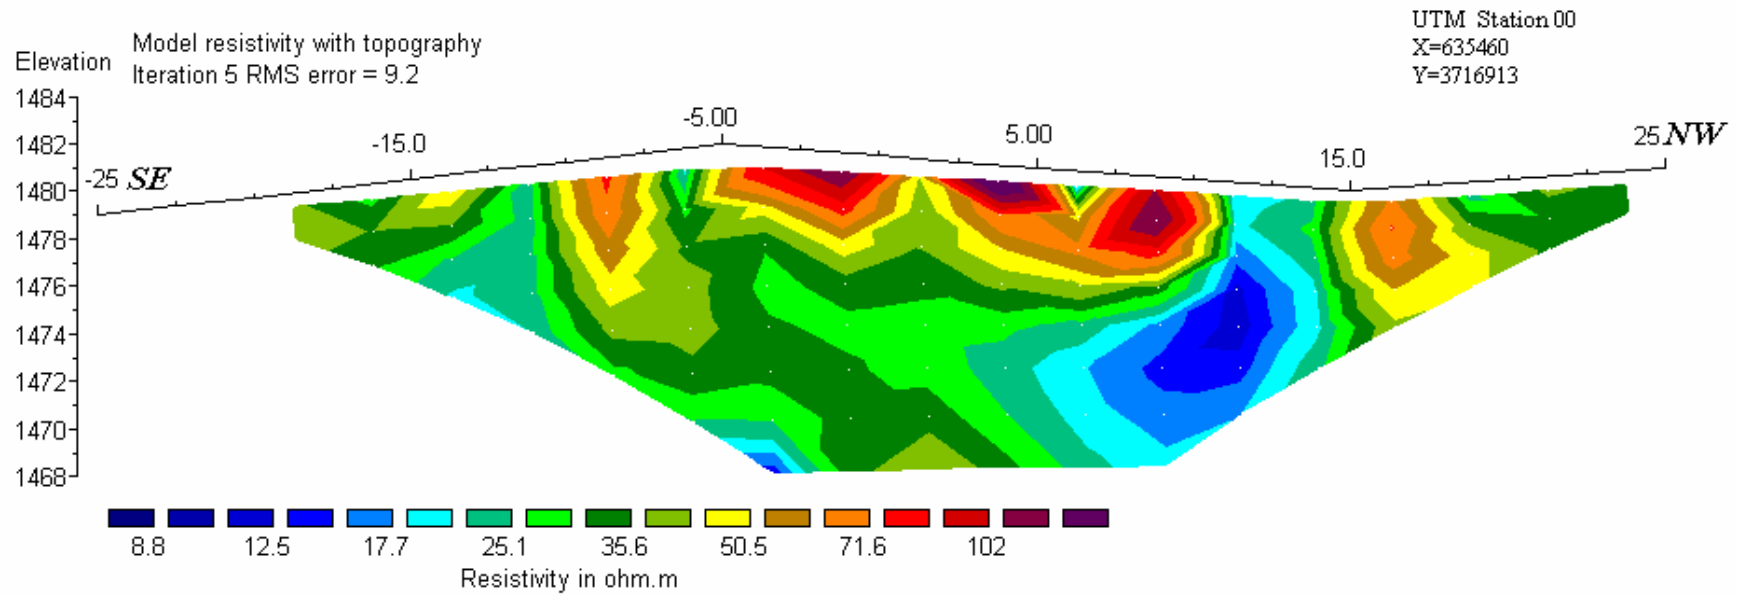 UTM Station 00
X=635460
Y=3716913
Model resistivity with topography
Iteration 5 RMS error = 9.2
Elevation
1484
1482
1480
1478
1476
1474
1472
1470
1468
-25 SE
-15.0
-5.00
5.00
15.0
25 NW
8.8 12.5 17.7 25.1 35.6 50.5 71.6 102
Resistivity in ohm.m